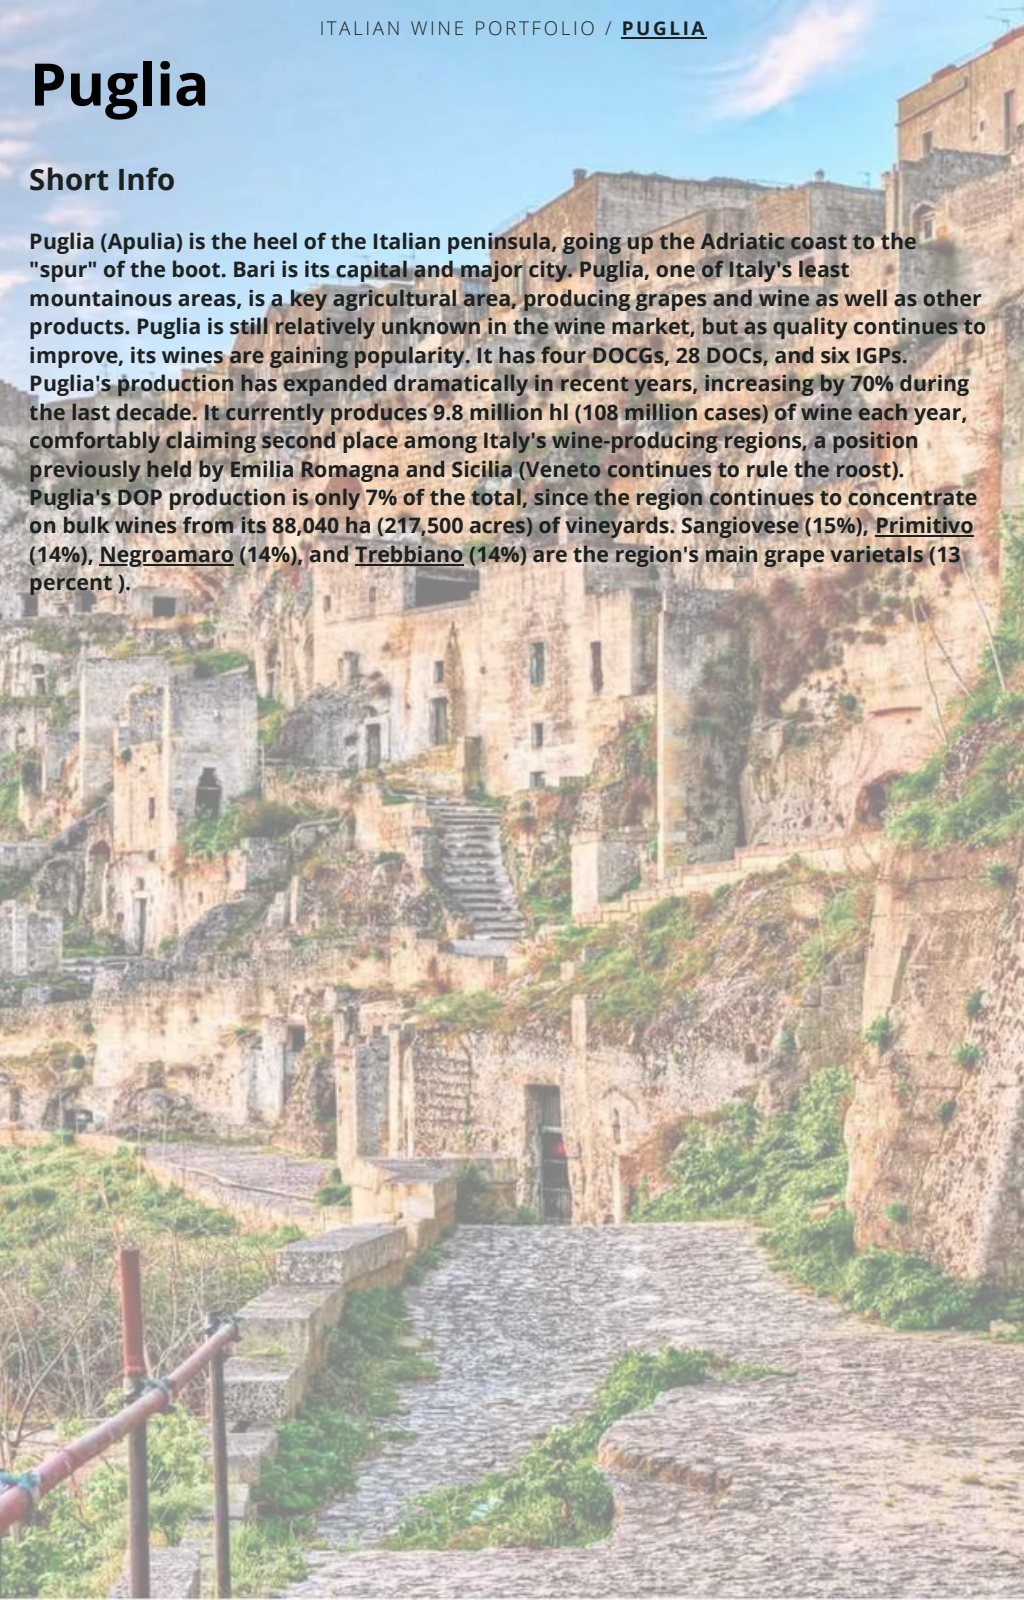 ITALIAN WINE PORTFOLIO / PUGLIA
Puglia
Short Info
Puglia (Apulia) is the heel of the Italian peninsula, going up the Adriatic coast to the
"spur" of the boot. Bari is its capital and major city. Puglia, one of Italy's least
mountainous areas, is a key agricultural area, producing grapes and wine as well as other
products. Puglia is still relatively unknown in the wine market, but as quality continues to
improve, its wines are gaining popularity. It has four DOCGs, 28 DOCs, and six IGPs.
Puglia's production has expanded dramatically in recent years, increasing by 70% during
the last decade. It currently produces 9.8 million hl (108 million cases) of wine each year,
comfortably claiming second place among Italy's wine-producing regions, a position
previously held by Emilia Romagna and Sicilia (Veneto continues to rule the roost).
Puglia's DOP production is only 7% of the total, since the region continues to concentrate
on bulk wines from its 88,040 ha (217,500 acres) of vineyards. Sangiovese (15%), Primitivo
(14%), Negroamaro (14%), and Trebbiano (14%) are the region's main grape varietals (13
percent ).